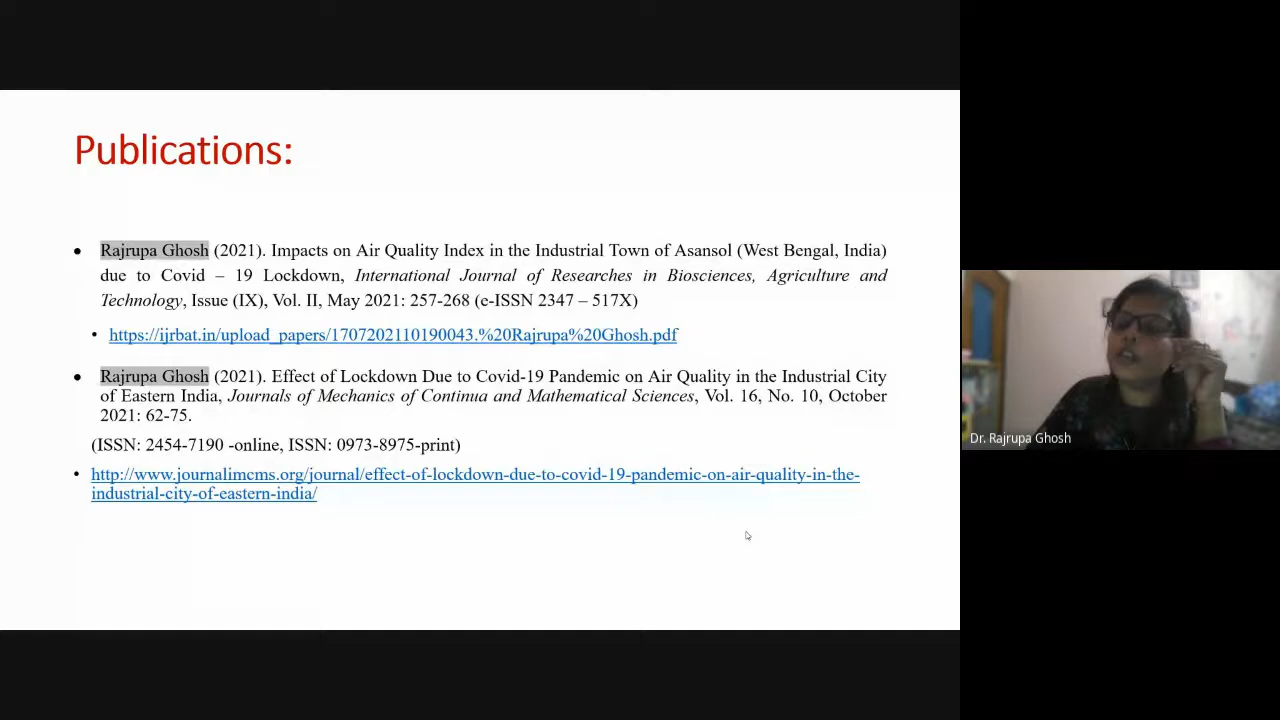 Publications:
• Rajrupa Ghosh (2021). Impacts on Air Quality Index in the Industrial Town of Asansol (West Bengal, India)
due to Covid – 19 Lockdown, International Journal of Researches in Biosciences, Agriculture and
Technology, Issue (IX), Vol. II, May 2021: 257-268 (e-ISSN 2347 – 517X)
• https://ijrbat.in/upload_papers/1707202110190043.%20Rajrupa%20Ghosh.pdf
• Rajrupa Ghosh (2021). Effect of Lockdown Due to Covid-19 Pandemic on Air Quality in the Industrial City
of Eastern India, Journals of Mechanics of Continua and Mathematical Sciences, Vol. 16, No. 10, October
2021: 62-75.
(ISSN: 2454-7190 -online, ISSN: 0973-8975-print)
• http://www.journalimcms.org/journal/effect-of-lockdown-due-to-covid-19-pandemic-on-air-quality-in-the-
industrial-city-of-eastern-india/
Dr. Rajrupa Ghosh